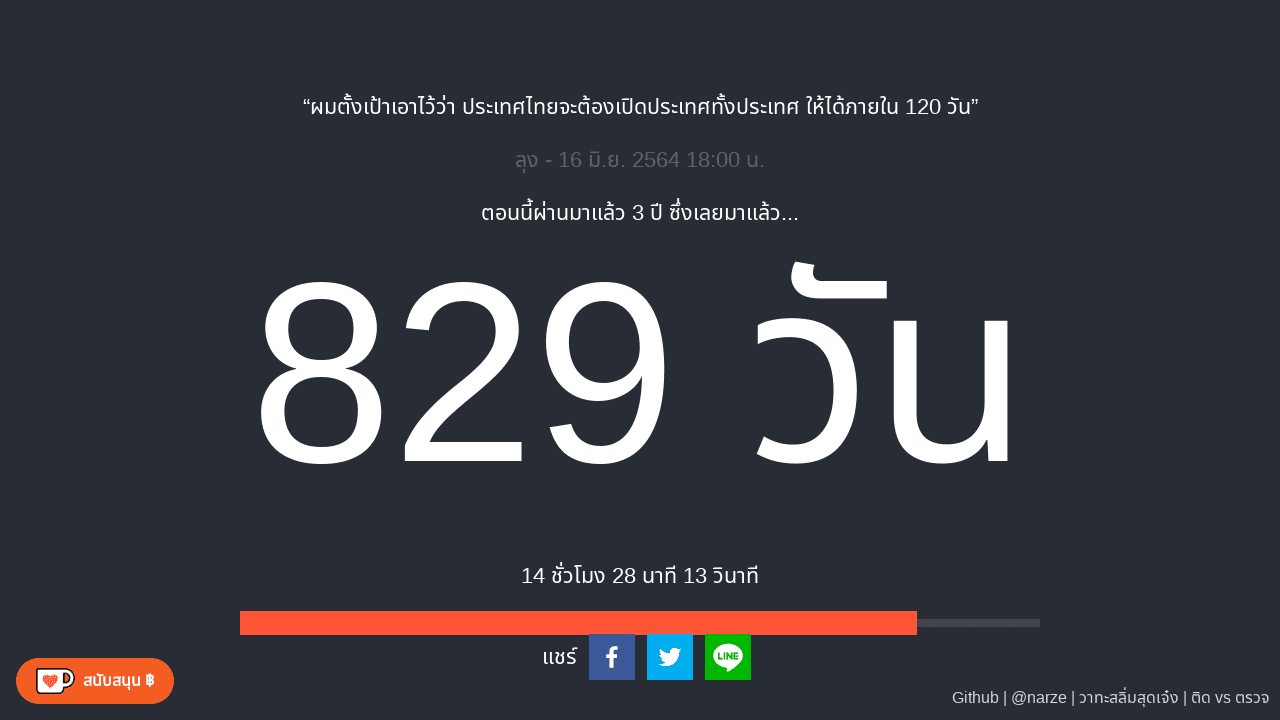 “ผมตั้งเป้าเอาไว้ว่า ประเทศไทยจะต้องเปิดประเทศทั้งประเทศ ให้ได้ภายใน 120 วัน”
ลุง - 16 มิ.ย. 2564 18:00 น.
ตอนนี้ผ่านมาแล้ว 3 ปี ซึ่งเลยมาแล้ว...
829 วัน
14 ชั่วโมง 28 นาที 13 วินาที
แชร์
LINE
สนับสนุน ฿
Github | @narze | วาทะสลิ่มสุดเจ๋ง | ติด vs ตรวจ